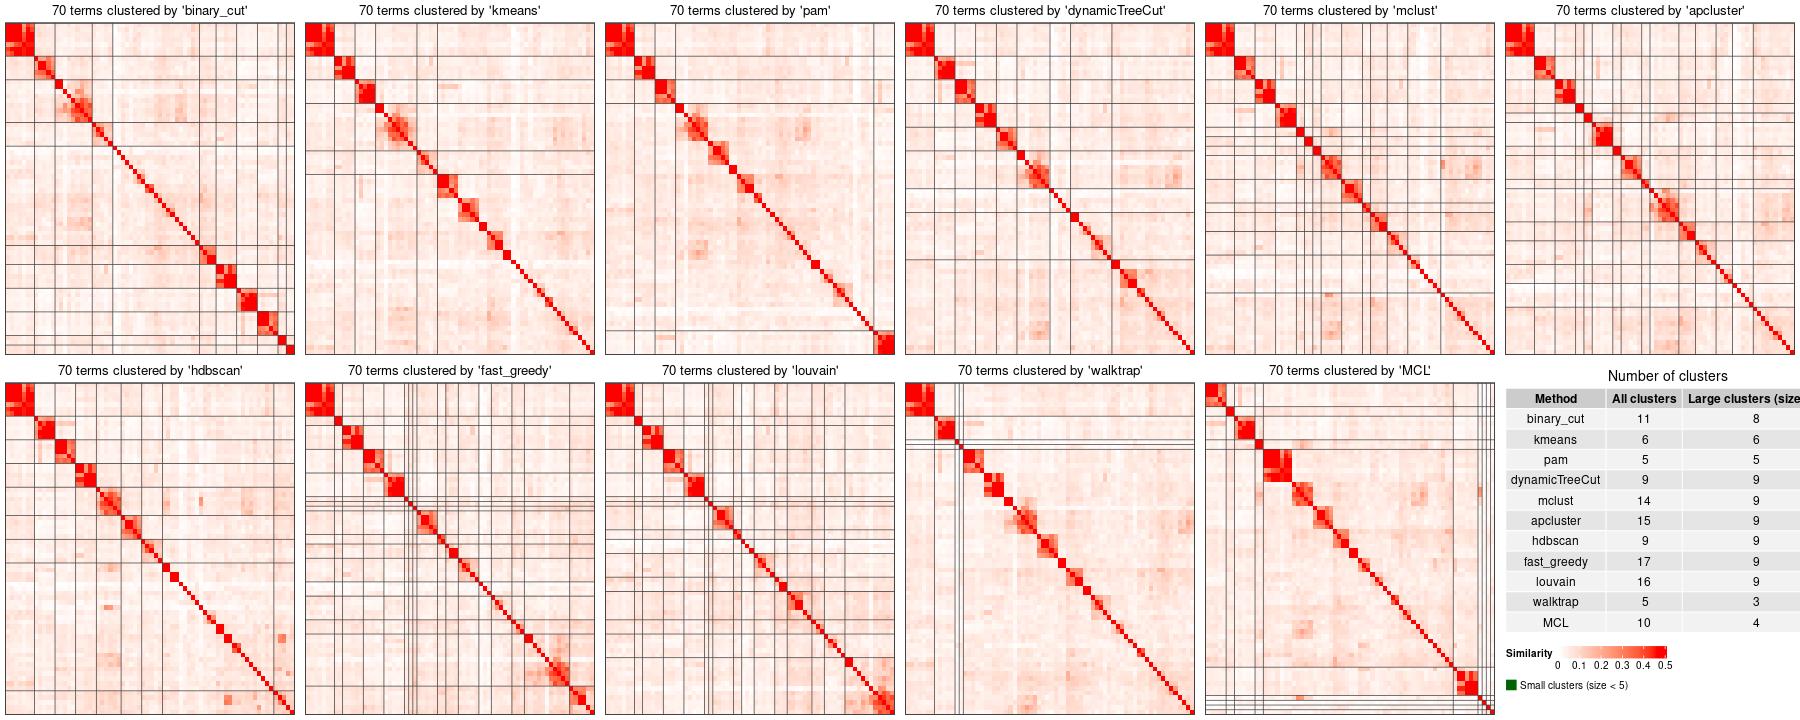 70 terms clustered by 'binary_cut'
70 terms clustered by 'kmeans'
70 terms clustered by 'pam'
70 terms clustered by 'dynamicTreeCut'
70 terms clustered by 'mclust'
70 terms clustered by 'apcluster'
70 terms clustered by 'hdbscan'
70 terms clustered by 'fast_greedy'
70 terms clustered by 'louvain'
70 terms clustered by 'walktrap'
70 terms clustered by 'MCL'
Number of clusters
Method All clusters Large clusters (size
binary_cut 11 8
kmeans 6 6
pam 5 5
dynamicTreeCut 9 9
mclust 14 9
apcluster 15 9
hdbscan 9 9
fast_greedy 17 9
louvain 16 9
walktrap 5 3
MCL 10 4
Similarity
0 0.1 0.2 0.3 0.4 0.5
Small clusters (size < 5)